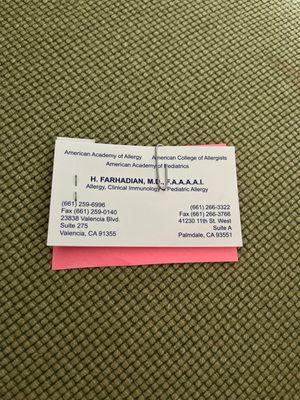 American Academy of Allergy American College of Allergists
American Academy of Pediatrics
H. FARHADIAN, M.D., F.A.A.A.A.I.
Allergy, Clinical Immunology, Pediatric Allergy
(661) 259-6996
Fax (661) 259-0140
23838 Valencia Blvd.
Suite 275
Valencia, CA 91355
(661) 266-3322
Fax (661) 266-3766
41230 11th St. West
Suite A
Palmdale, CA 93551